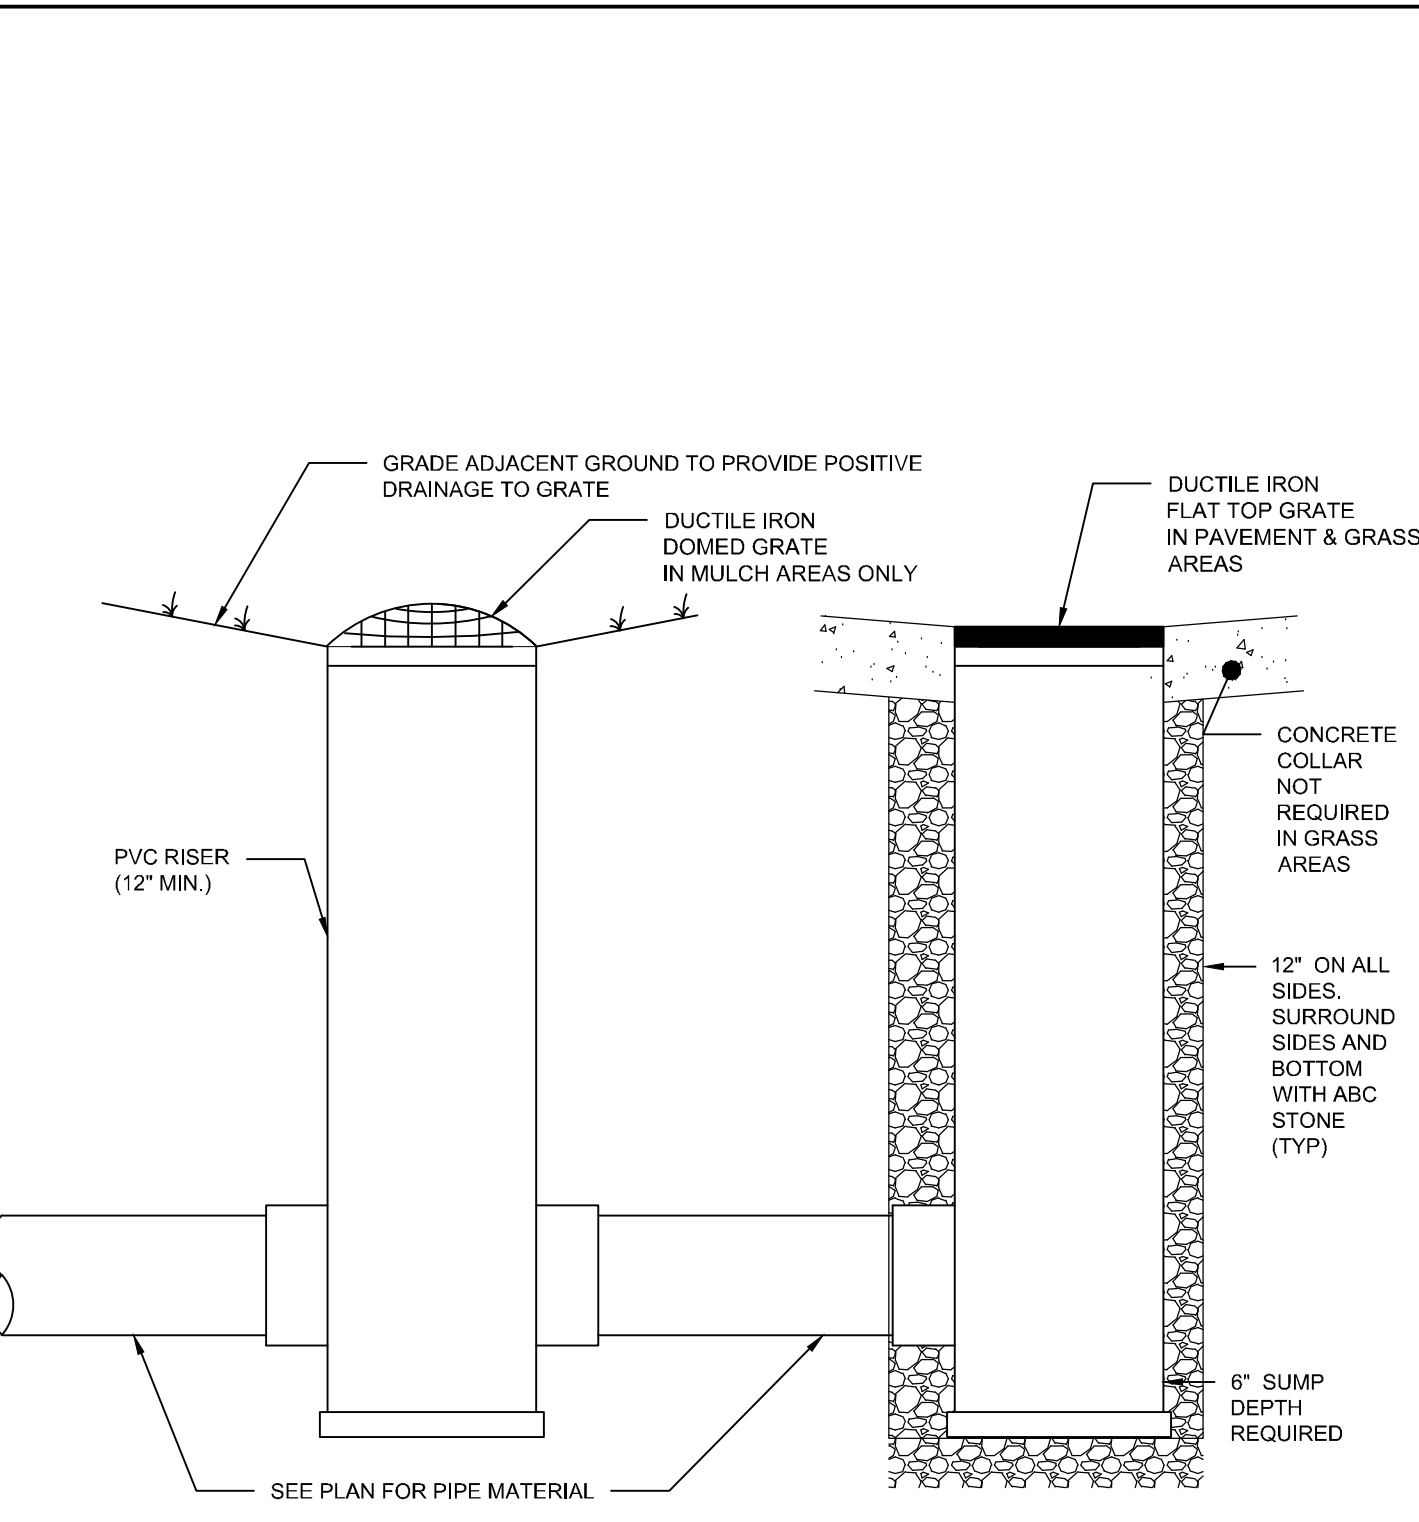 GRADE ADJACENT GROUND TO PROVIDE POSITIVE
DRAINAGE TO GRATE
DUCTILE IRON
DOMED GRATE
IN MULCH AREAS ONLY
DUCTILE IRON
FLAT TOP GRATE
IN PAVEMENT & GRASS
AREAS
CONCRETE
COLLAR
NOT
REQUIRED
IN GRASS
AREAS
PVC RISER
(12" MIN.)
12" ON ALL
SIDES.
SURROUND
SIDES AND
BOTTOM
WITH ABC
STONE
(TYP)
6" SUMP
DEPTH
REQUIRED
SEE PLAN FOR PIPE MATERIAL